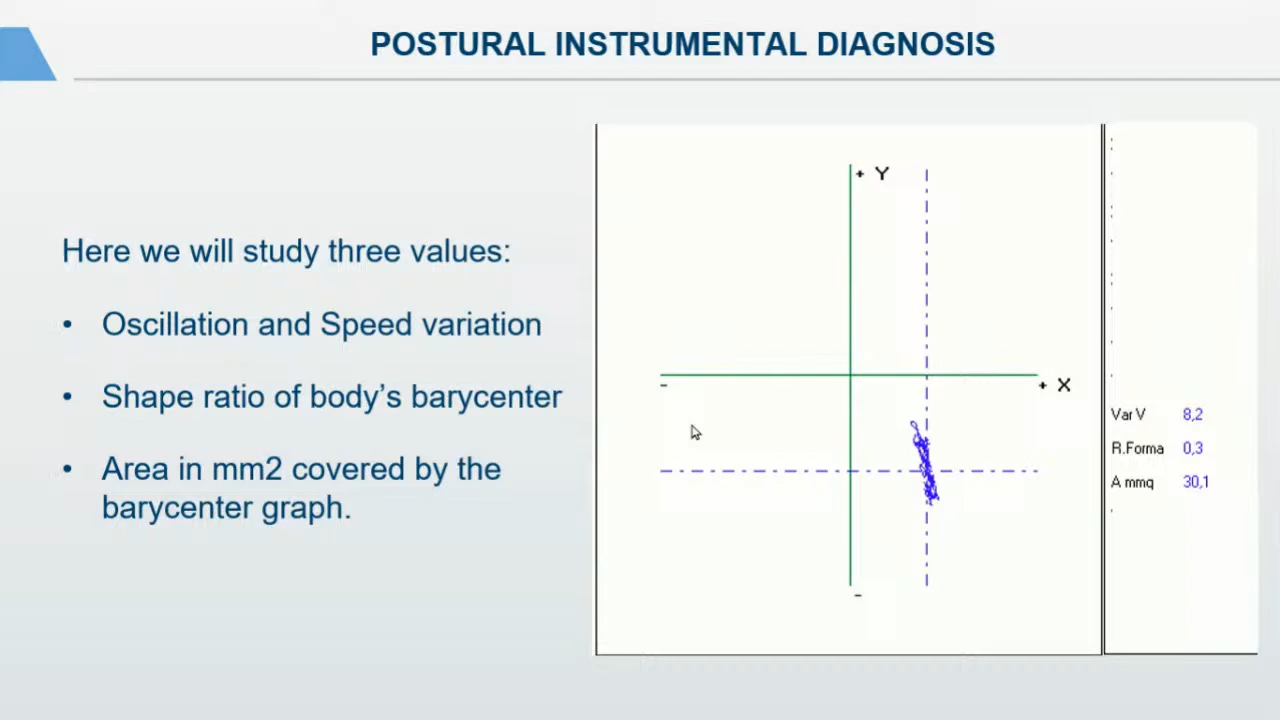 POSTURAL INSTRUMENTAL DIAGNOSIS
Here we will study three values:
• Oscillation and Speed variation
• Shape ratio of body’s barycenter
• Area in mm2 covered by the
barycenter graph.
+ Y
-
+ X
-
Var V 8,2
R.Forma 0,3
A mmq 30,1